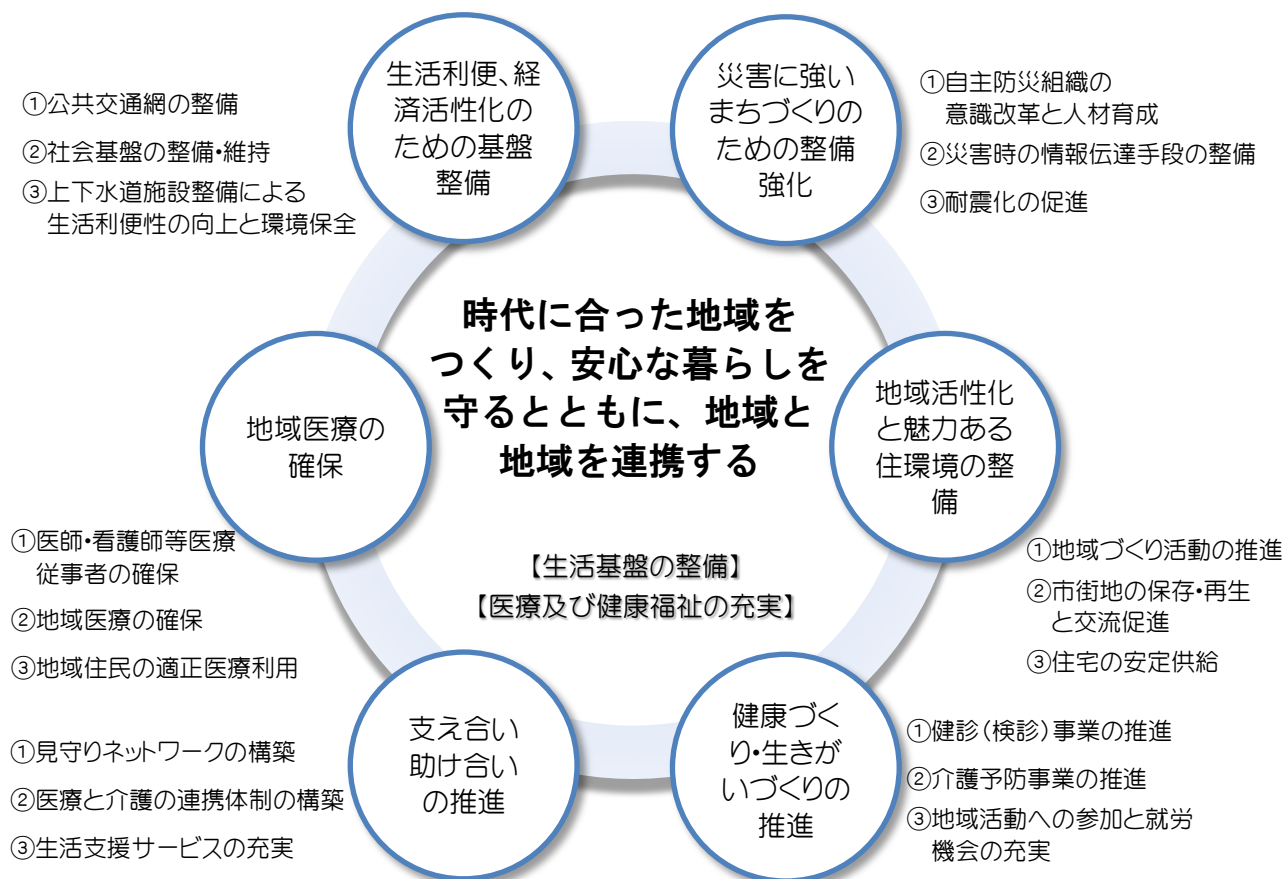 生活利便、経
済活性化の
ための基盤
整備
①公共交通網の整備
②社会基盤の整備・維持
③上下水道施設整備による
生活利便性の向上と環境保全
災害に強い
まちづくりの
ための整備
強化
①自主防災組織の
意識改革と人材育成
②災害時の情報伝達手段の整備
③耐震化の促進
時代に合った地域を
つくり、安心な暮らしを
守るとともに、地域と
地域を連携する
【生活基盤の整備】
【医療及び健康福祉の充実】
地域医療の
確保
①医師・看護師等医療
従事者の確保
②地域医療の確保
③地域住民の適正医療利用
地域活性化
と魅力ある
住環境の整
備
①地域づくり活動の推進
②市街地の保存・再生
と交流促進
③住宅の安定供給
支え合い
助け合い
の推進
①見守りネットワークの構築
②医療と介護の連携体制の構築
③生活支援サービスの充実
健康づく
り・生きが
いづくりの
推進
①健診（検診）事業の推進
②介護予防事業の推進
③地域活動への参加と就労
機会の充実